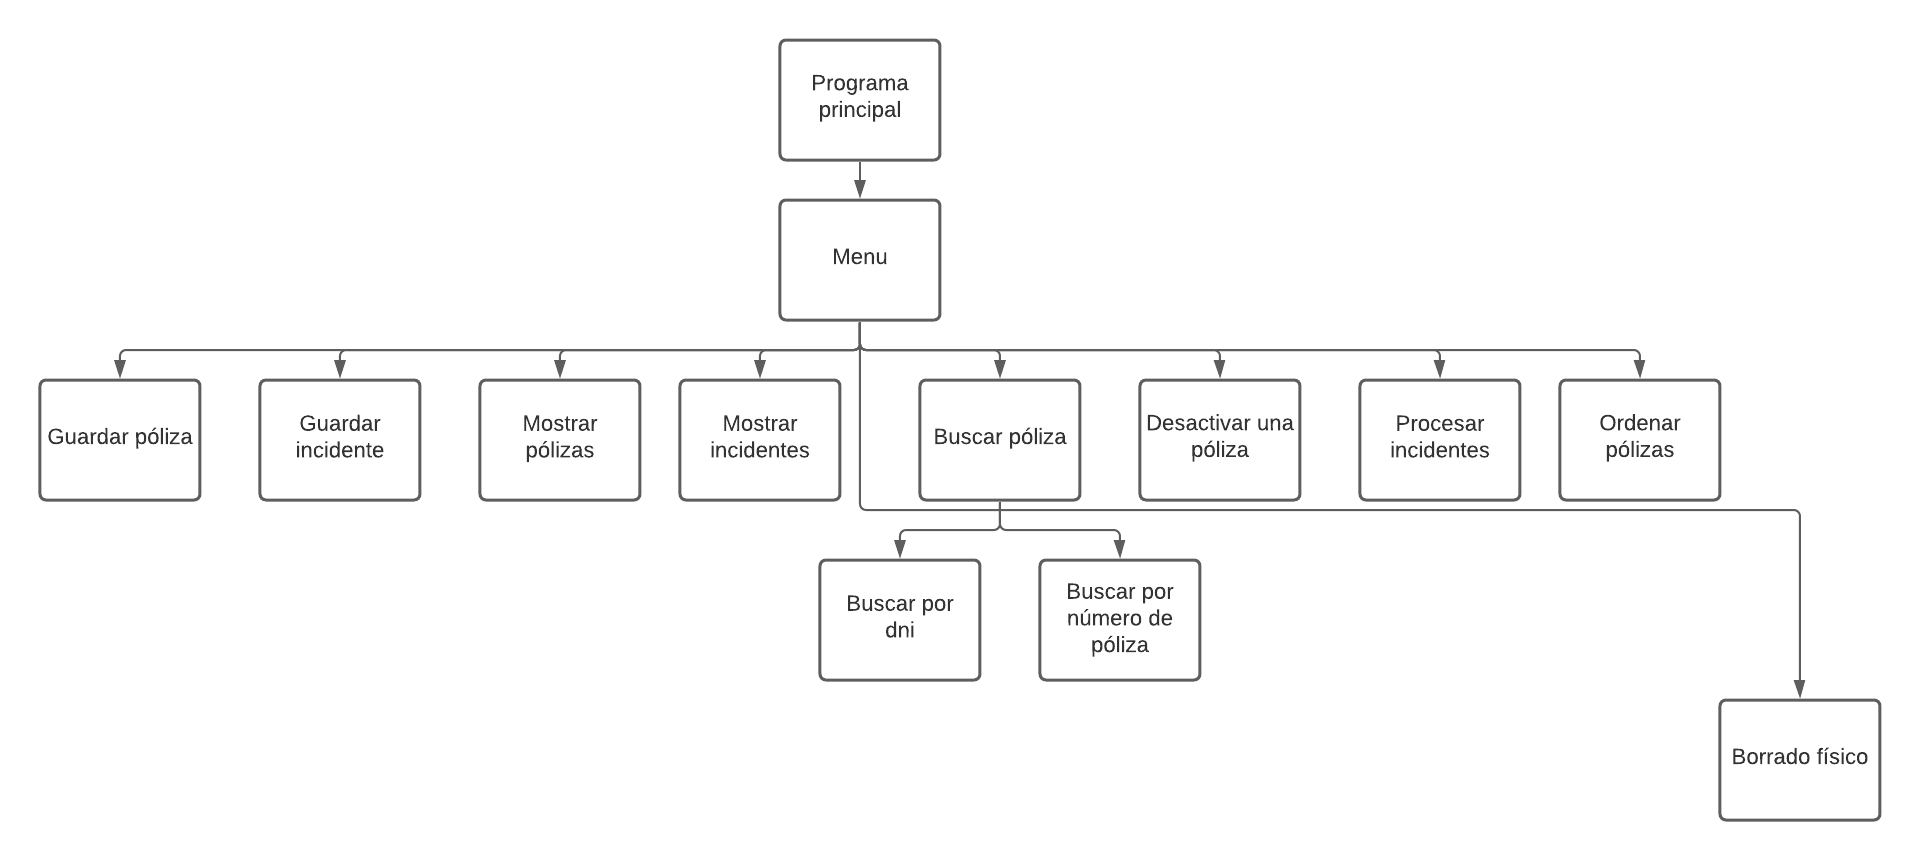 Programa
principal
Menu
Guardar póliza
Guardar
incidente
Mostrar
pólizas
Mostrar
incidentes
Buscar póliza
Desactivar una
póliza
Procesar
incidentes
Ordenar
pólizas
Buscar por
dni
Buscar por
número de
póliza
Borrado físico